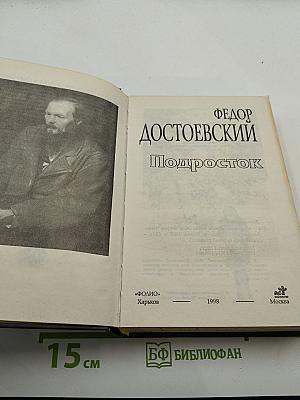 ФЕДОР
ДОСТОЕВСКИЙ
Подросток
«ФОЛИО»
Харьков
1998
Москва
15 см
БФ БИБЛИОФАН